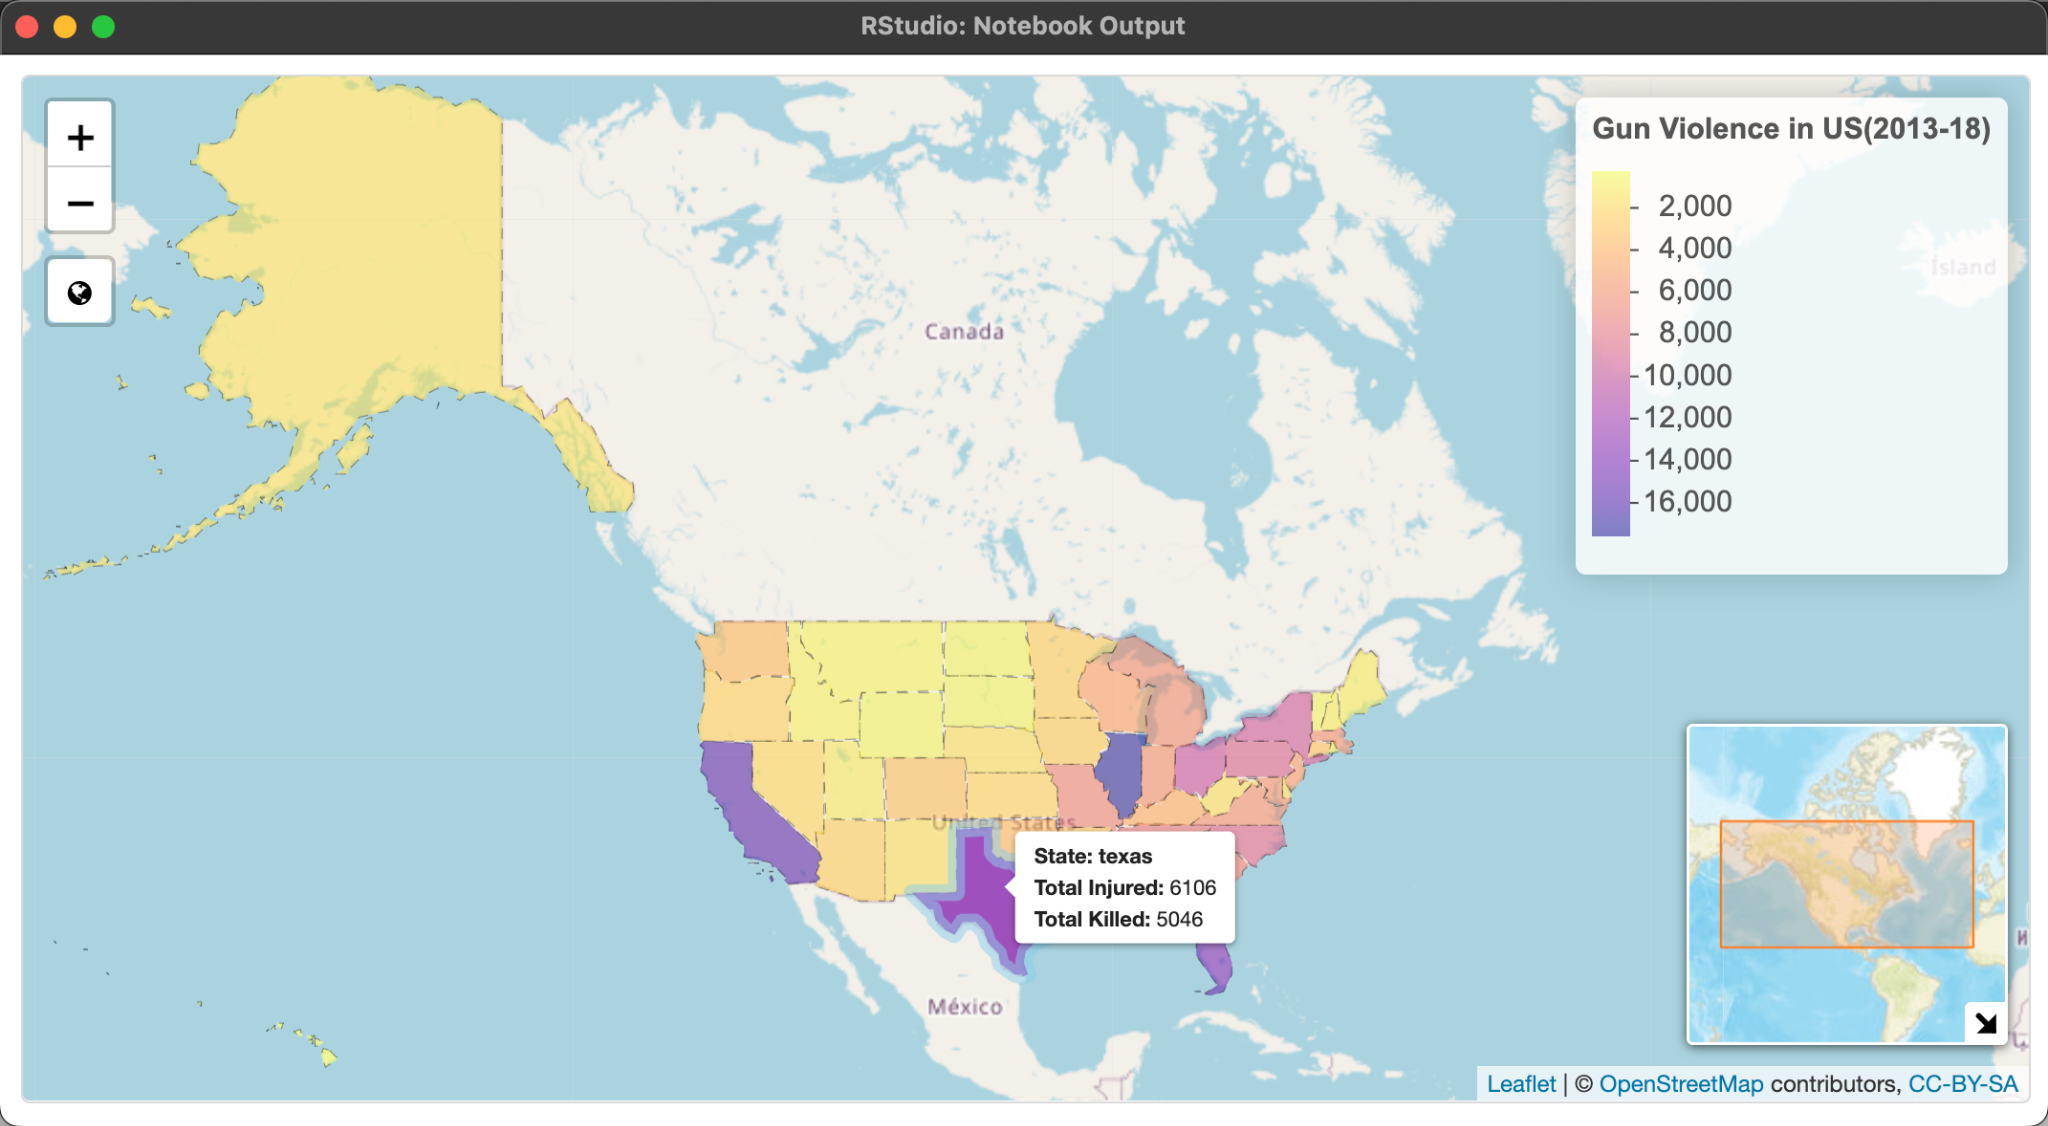 RStudio: Notebook Output
+
−
Gun Violence in US(2013-18)
2,000
4,000
6,000
8,000
10,000
12,000
14,000
16,000
Ísland
Canada
United States
State: texas
Total Injured: 6106
Total Killed: 5046
México
Leaflet | © OpenStreetMap contributors, CC-BY-SA